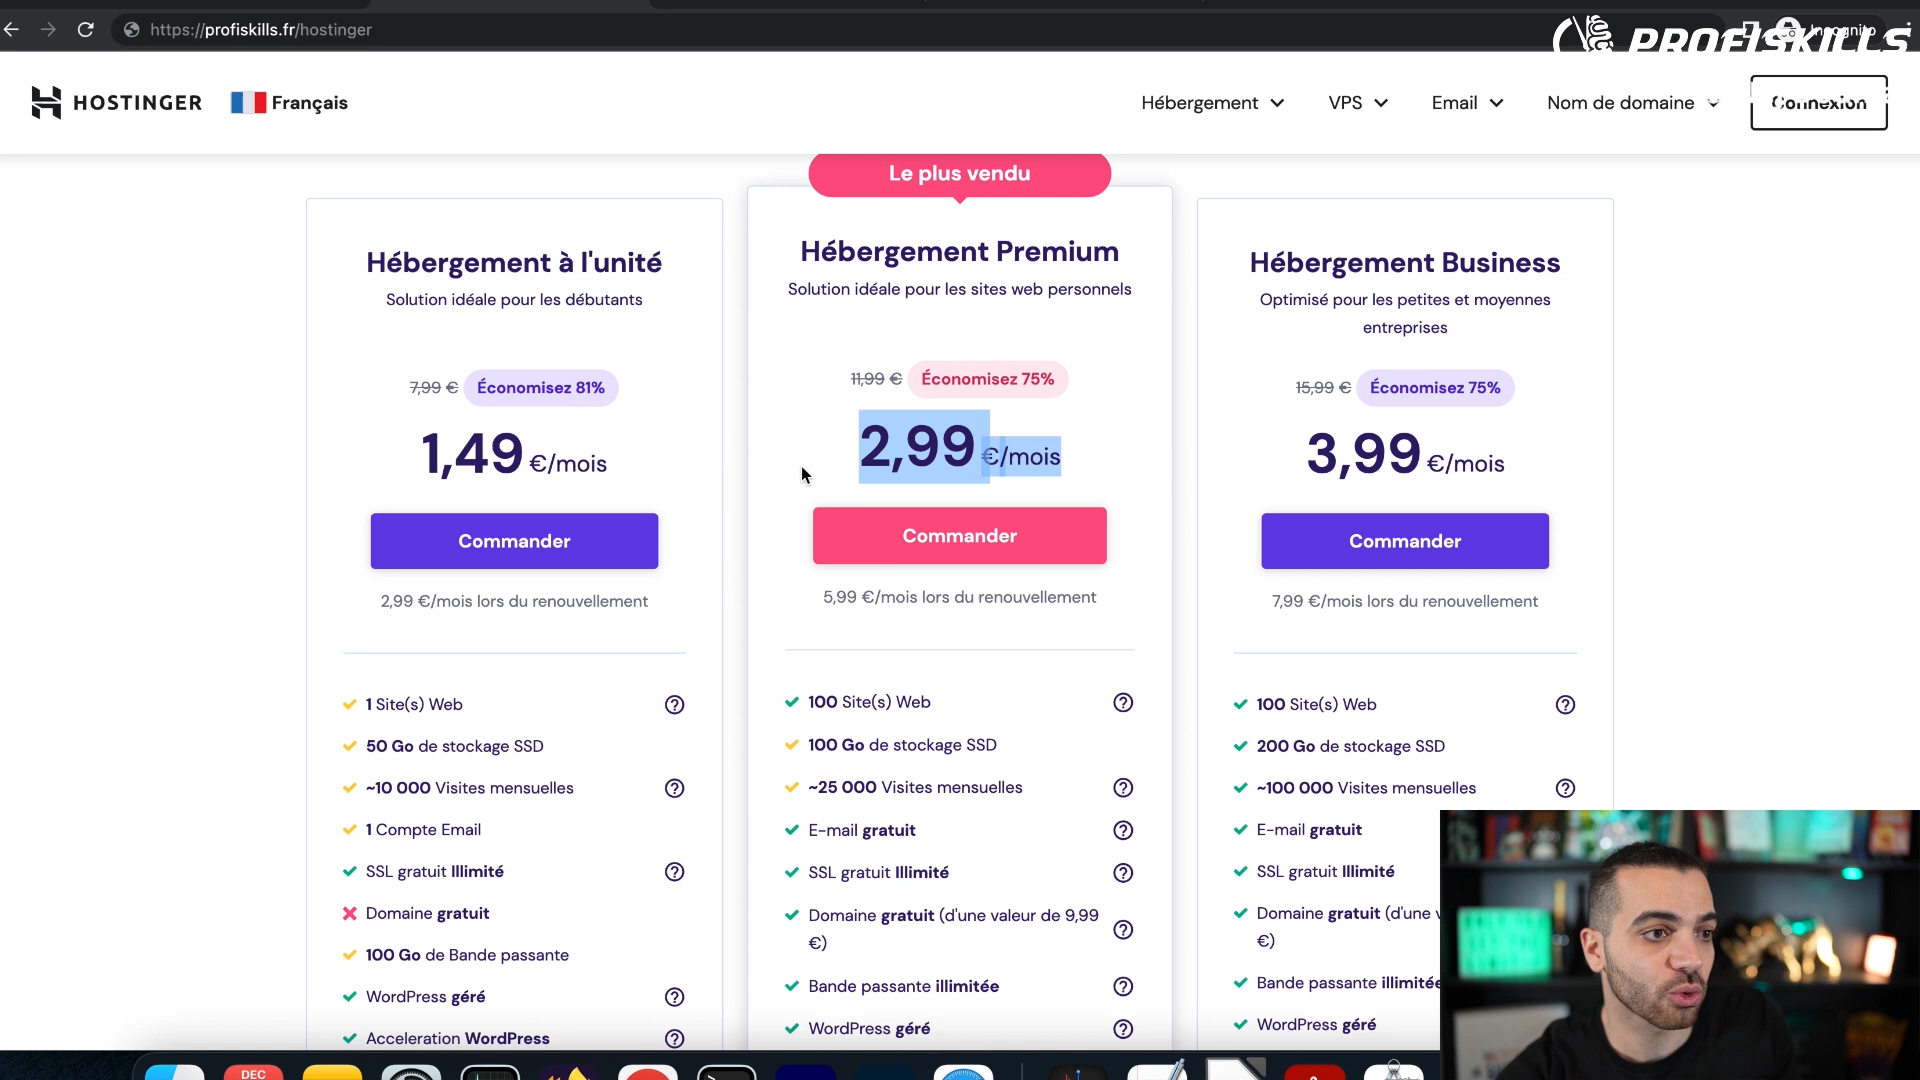 https://profiskills.fr/hostinger
Incognito
PROFISKILLS
HOSTINGER
Français
Hébergement
VPS
Email
Nom de domaine
Connexion
Le plus vendu
Hébergement à l'unité
Solution idéale pour les débutants
7,99 € Économisez 81%
1,49 €/mois
Commander
2,99 €/mois lors du renouvellement
1 Site(s) Web
50 Go de stockage SSD
~10 000 Visites mensuelles
1 Compte Email
SSL gratuit Illimité
Domaine gratuit
100 Go de Bande passante
WordPress géré
Acceleration WordPress
Hébergement Premium
Solution idéale pour les sites web personnels
11,99 € Économisez 75%
2,99 €/mois
Commander
5,99 €/mois lors du renouvellement
100 Site(s) Web
100 Go de stockage SSD
~25 000 Visites mensuelles
E-mail gratuit
SSL gratuit Illimité
Domaine gratuit (d'une valeur de 9,99
€)
Bande passante illimitée
WordPress géré
Hébergement Business
Optimisé pour les petites et moyennes
entreprises
15,99 € Économisez 75%
3,99 €/mois
Commander
7,99 €/mois lors du renouvellement
100 Site(s) Web
200 Go de stockage SSD
~100 000 Visites mensuelles
E-mail gratuit
SSL gratuit Illimité
Domaine gratuit (d'une
€)
Bande passante illimitée
WordPress géré
DEC